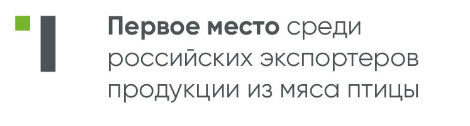 Первое место среди
российских экспортеров
продукции из мяса птицы